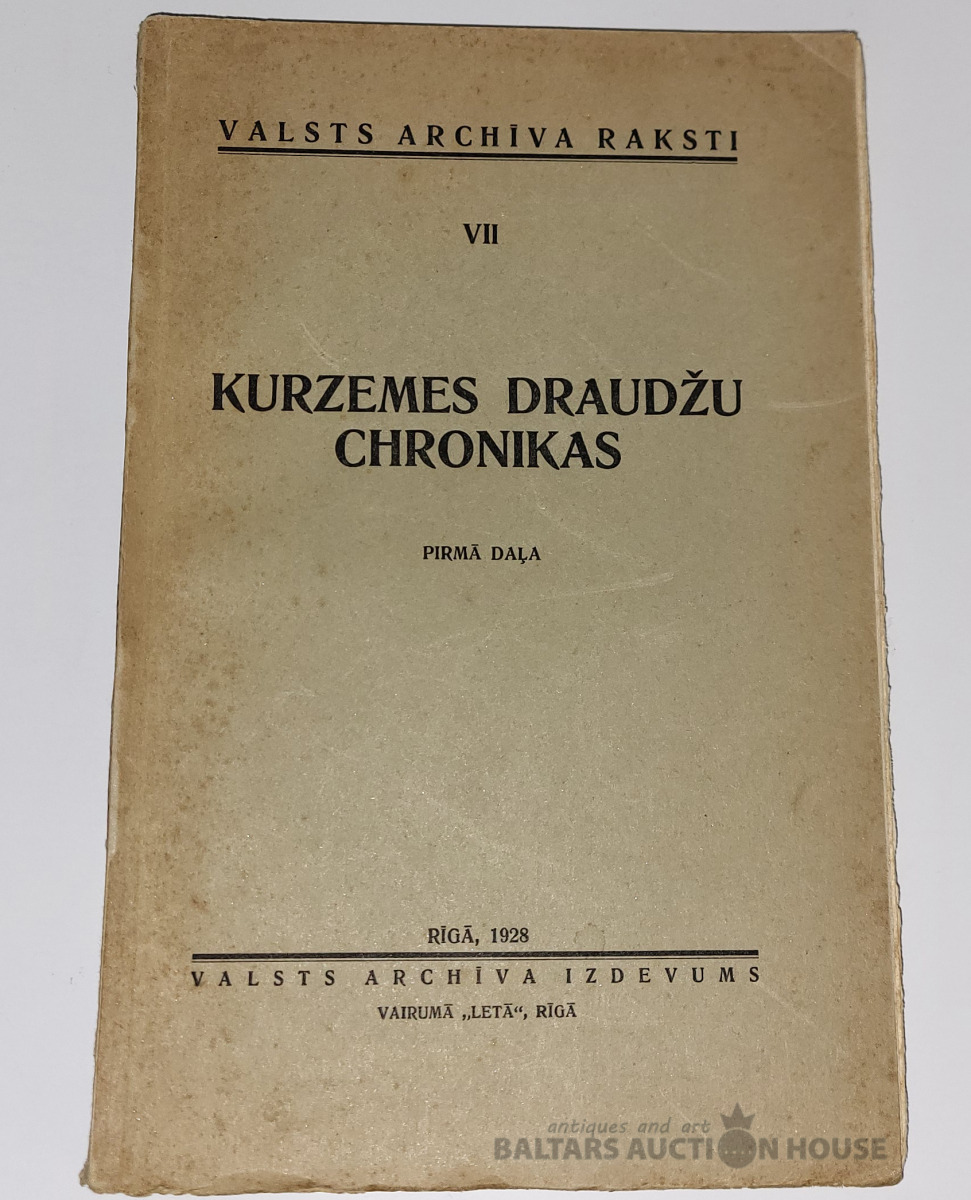 VALSTS ARCHĪVA RAKSTI
VII
KURZEMES DRAUDŽU
CHRONIKAS
PIRMĀ DAĻA
RĪGĀ, 1928
VALSTS ARCHĪVA IZDEVUMS
VAIRUMĀ „LETĀ“, RĪGĀ
antiques and art
BALTARS AUCTION HOUSE